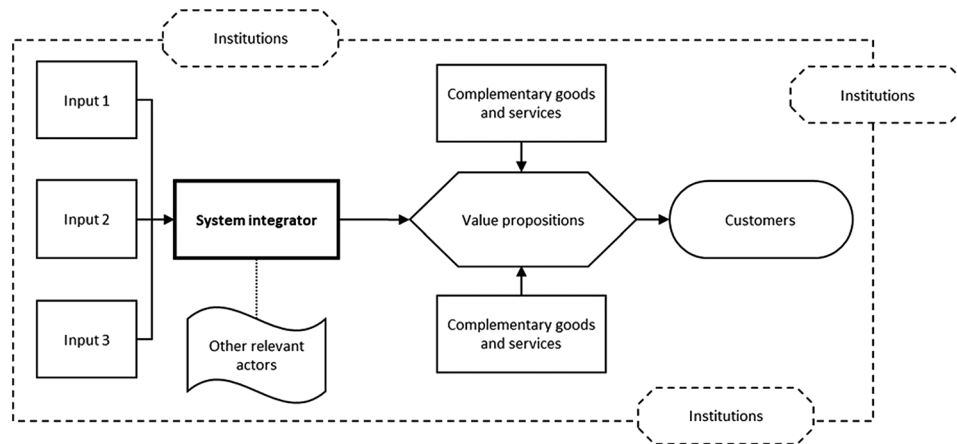 Institutions
Institutions
Input 1
Complementary goods
and services
Input 2
System integrator
Value propositions
Customers
Input 3
Other relevant
actors
Complementary goods
and services
Institutions